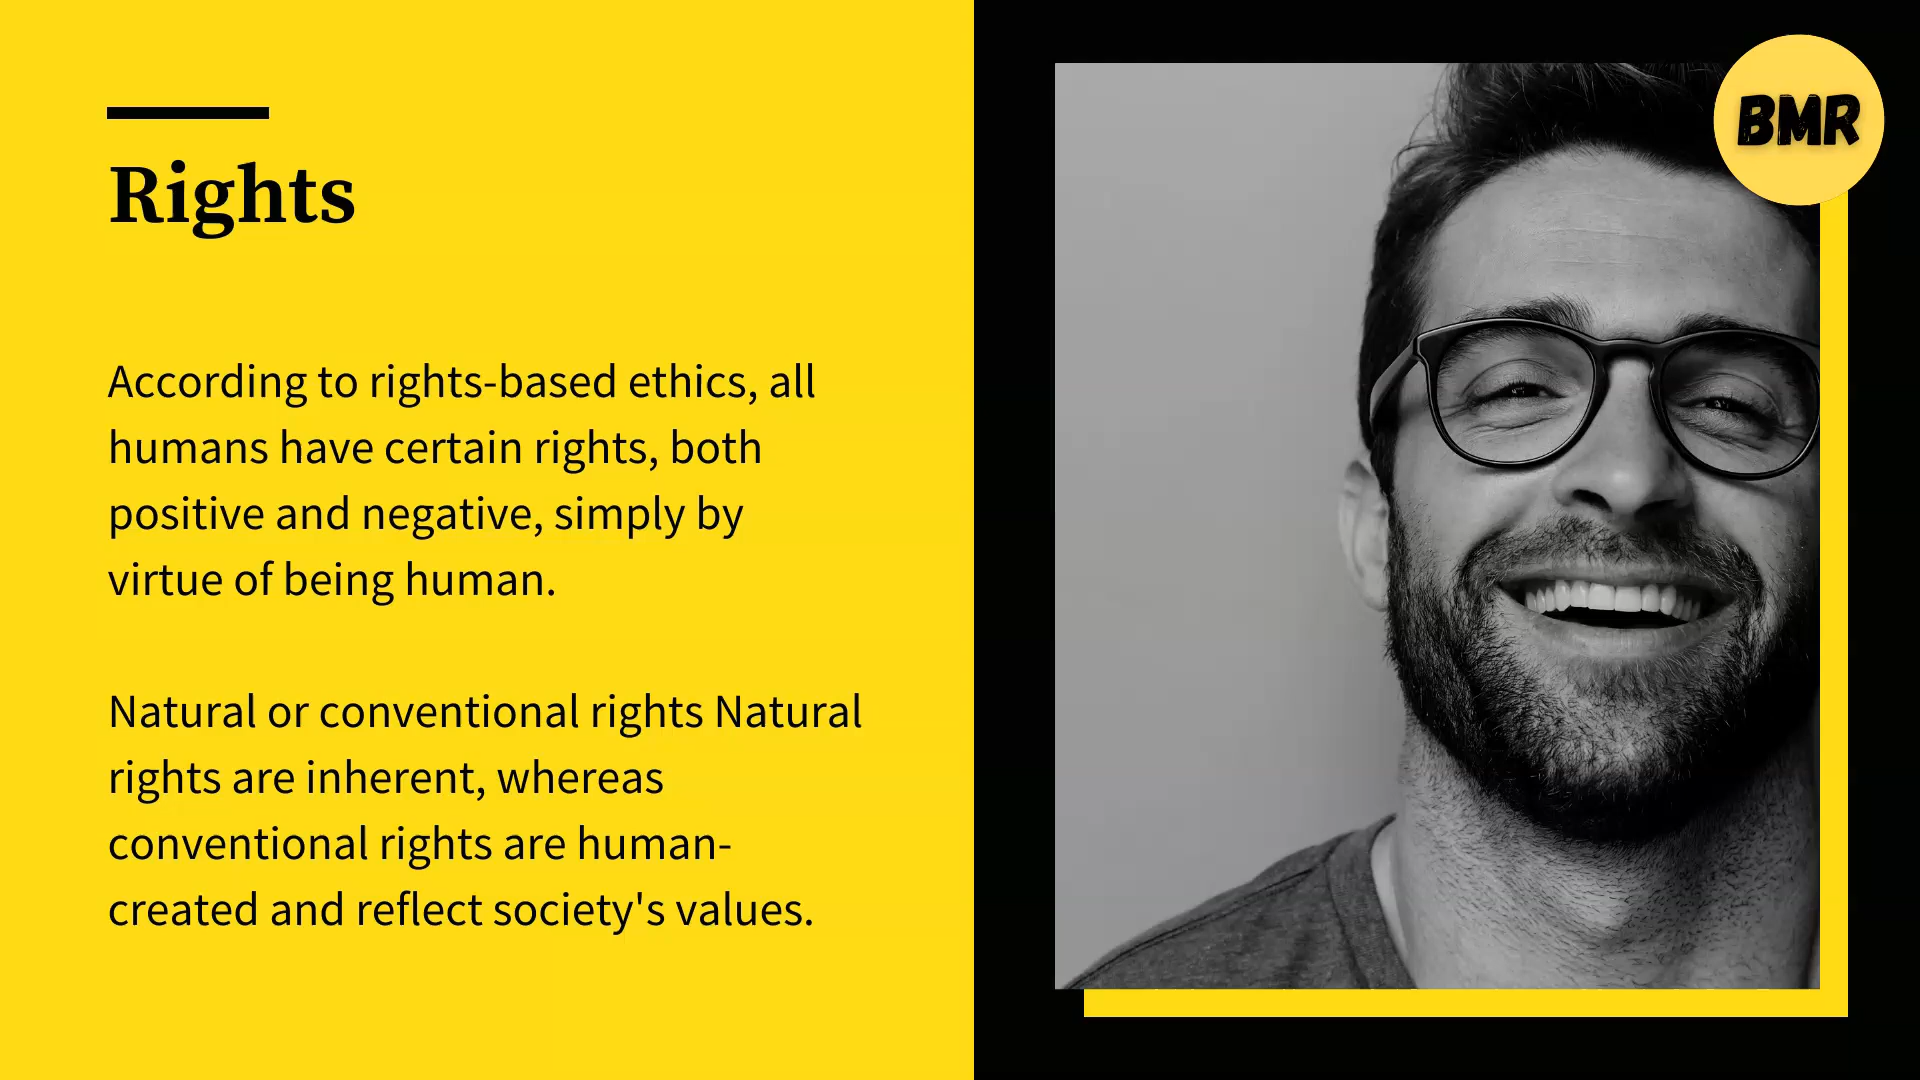 BMR
Rights
According to rights-based ethics, all
humans have certain rights, both
positive and negative, simply by
virtue of being human.
Natural or conventional rights Natural
rights are inherent, whereas
conventional rights are human-
created and reflect society's values.